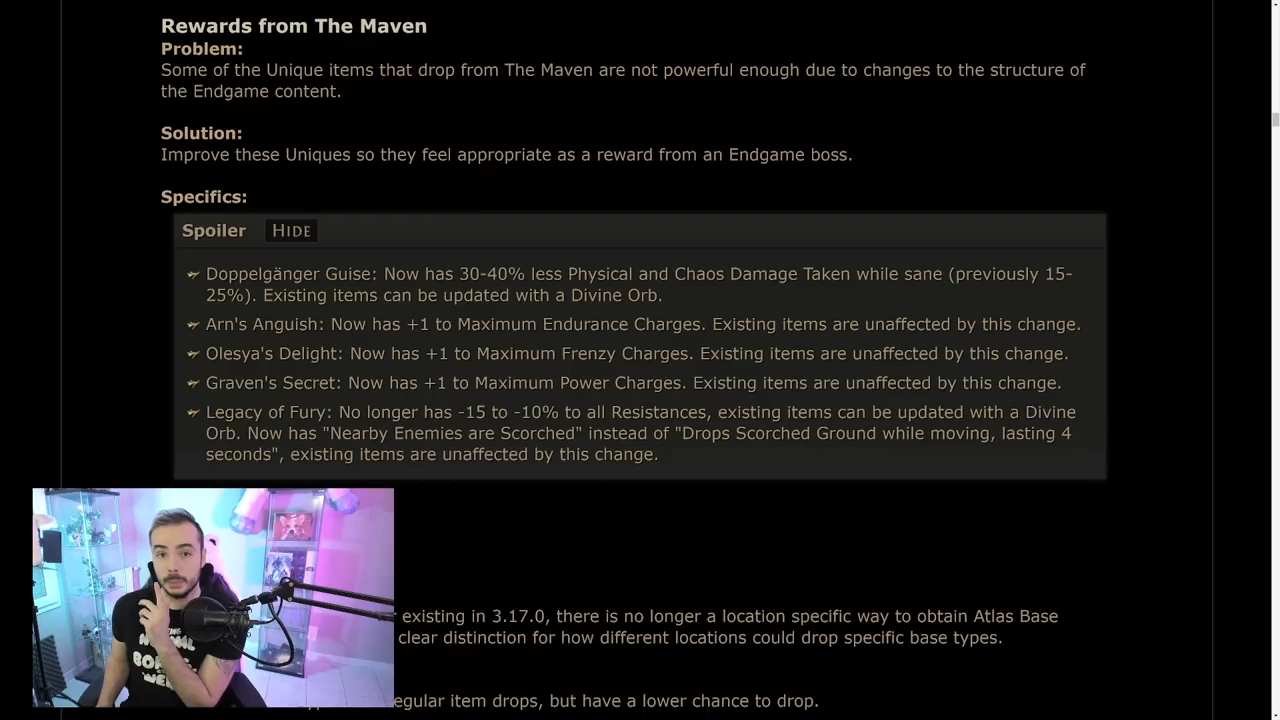 Rewards from The Maven
Problem:
Some of the Unique items that drop from The Maven are not powerful enough due to changes to the structure of
the Endgame content.
Solution:
Improve these Uniques so they feel appropriate as a reward from an Endgame boss.
Specifics:
Spoiler HIDE
Doppelgänger Guise: Now has 30-40% less Physical and Chaos Damage Taken while sane (previously 15-
25%). Existing items can be updated with a Divine Orb.
Arn's Anguish: Now has +1 to Maximum Endurance Charges. Existing items are unaffected by this change.
Olesya's Delight: Now has +1 to Maximum Frenzy Charges. Existing items are unaffected by this change.
Graven's Secret: Now has +1 to Maximum Power Charges. Existing items are unaffected by this change.
Legacy of Fury: No longer has -15 to -10% to all Resistances, existing items can be updated with a Divine
Orb. Now has "Nearby Enemies are Scorched" instead of "Drops Scorched Ground while moving, lasting 4
seconds", existing items are unaffected by this change.
existing in 3.17.0, there is no longer a location specific way to obtain Atlas Base
clear distinction for how different locations could drop specific base types.
egular item drops, but have a lower chance to drop.